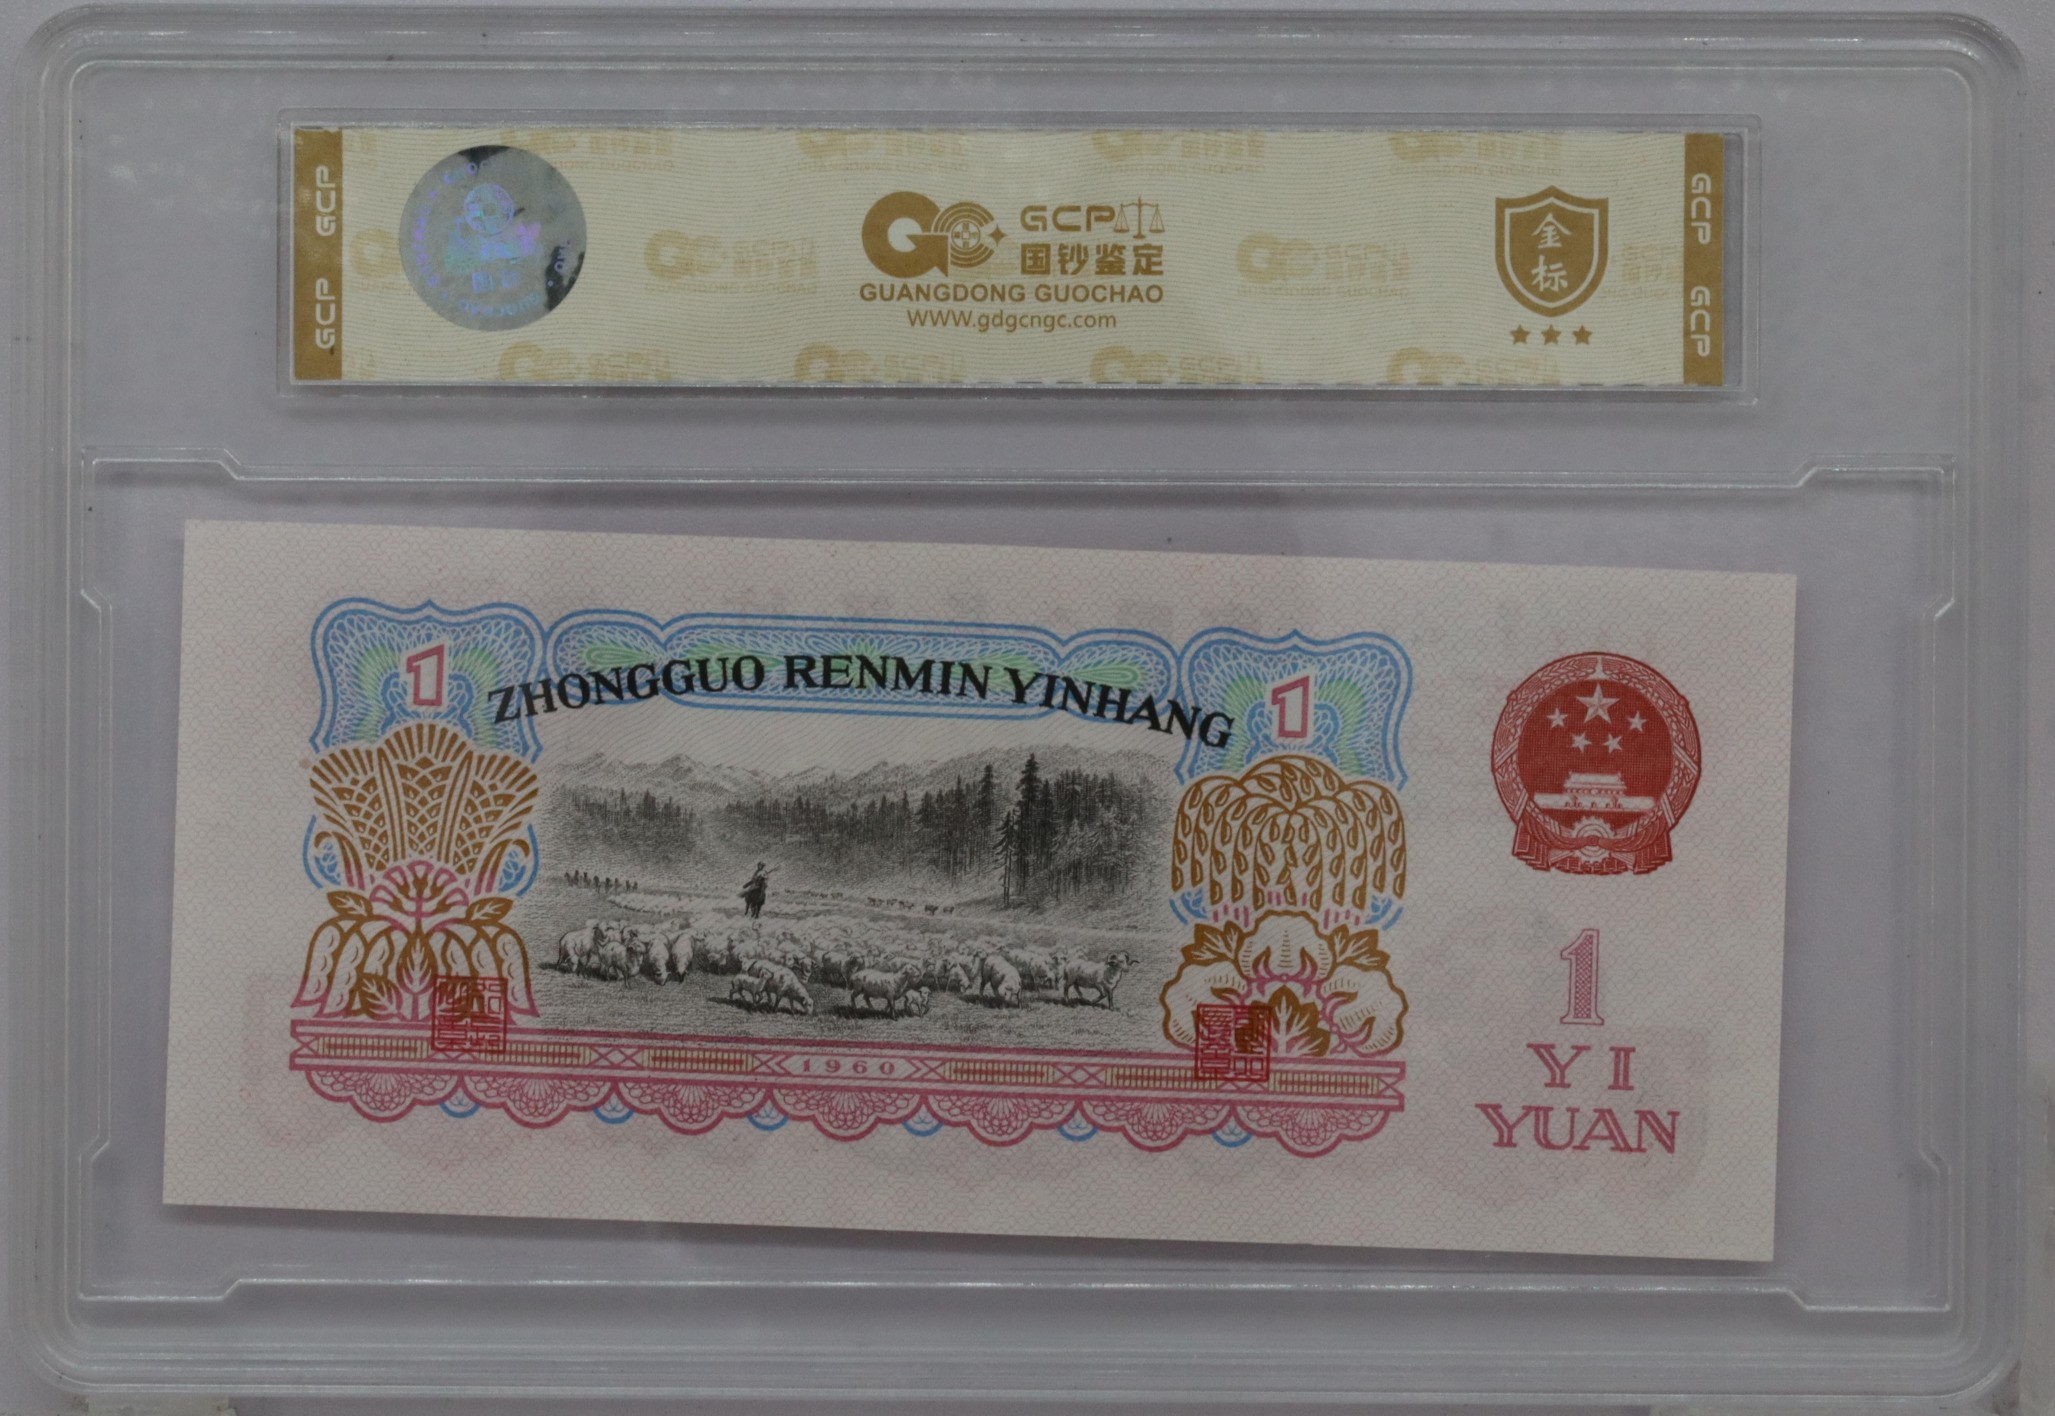 GCP GCP
GCP
国钞鉴定
GUANGDONG GUOCHAO
WWW.gdgcngc.com
金
标
GCP GCP
1
ZHONGGUO RENMIN YINHANG
1
1960
1
YI
YUAN